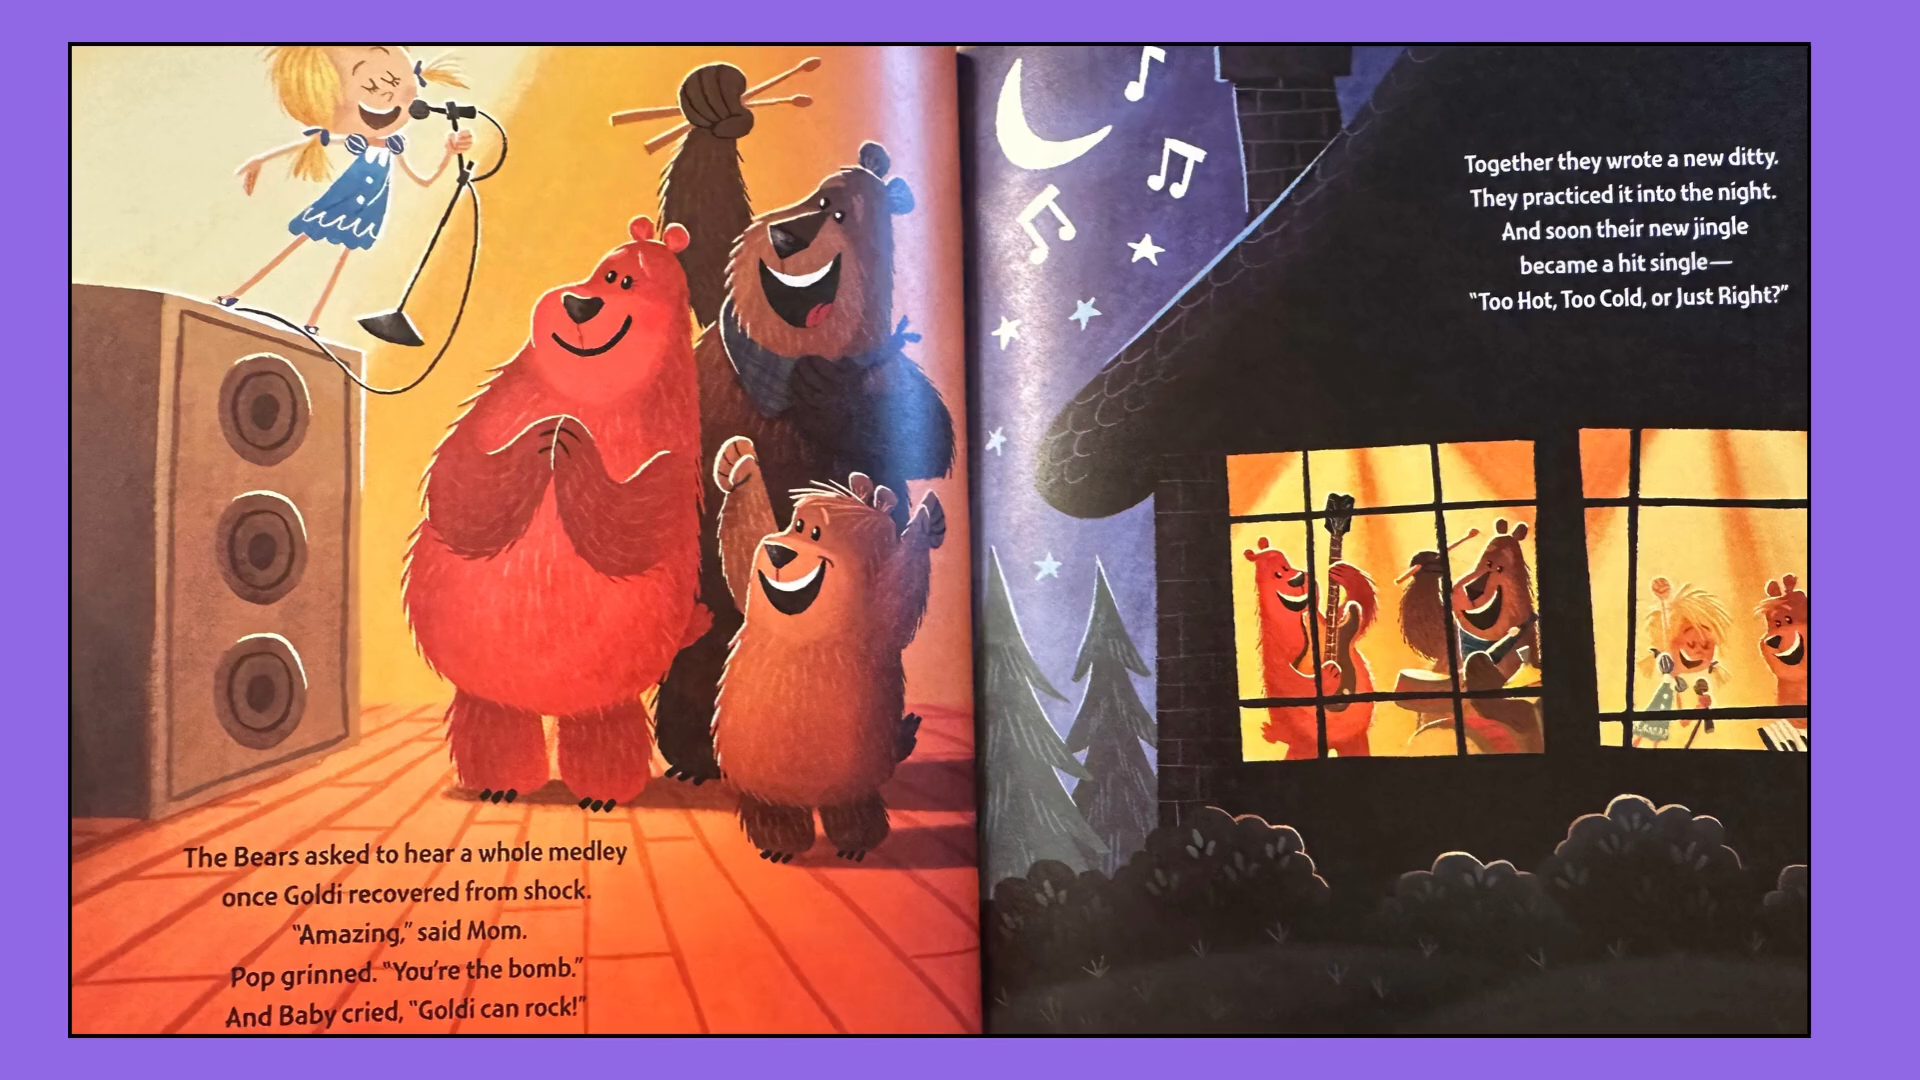 The Bears asked to hear a whole medley
once Goldi recovered from shock.
"Amazing," said Mom.
Pop grinned. "You're the bomb."
And Baby cried, "Goldi can rock!"
Together they wrote a new ditty.
They practiced it into the night.
And soon their new jingle
became a hit single—
"Too Hot, Too Cold, or Just Right?"